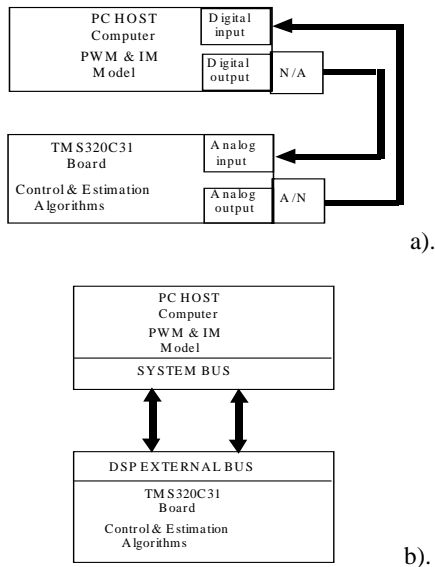 PC HOST
Computer
PWM & IM
Model
Digital
input
Digital
output
N/A
TMS320C31
Board
Control & Estimation
Algorithms
Analog
input
Analog
output
A/N
a).
PC HOST
Computer
PWM & IM
Model
SYSTEM BUS
DSP EXTERNAL BUS
TMS320C31
Board
Control & Estimation
Algorithms
b).